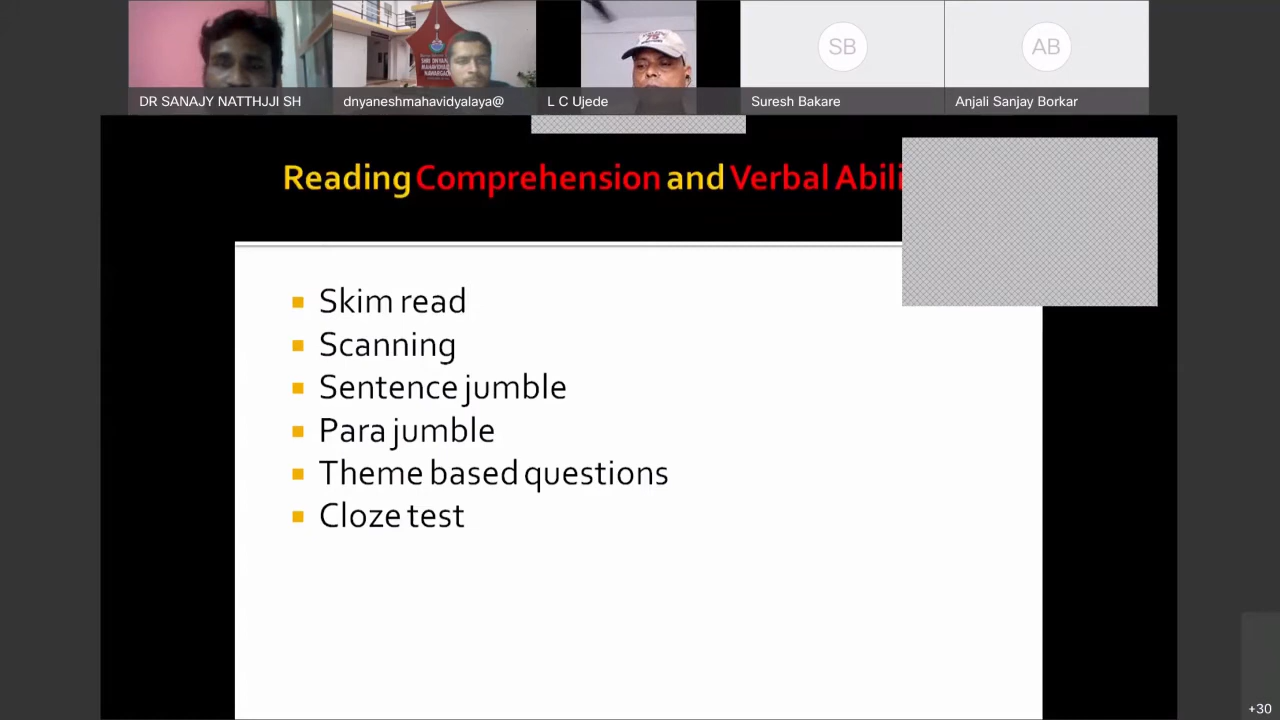 SB
AB
DR SANAJY NATTHJJI SH
dnyaneshmahavidyalaya@
L C Ujede
Suresh Bakare
Anjali Sanjay Borkar
Reading Comprehension and Verbal Abili
Skim read
Scanning
Sentence jumble
Para jumble
Theme based questions
Cloze test
+30